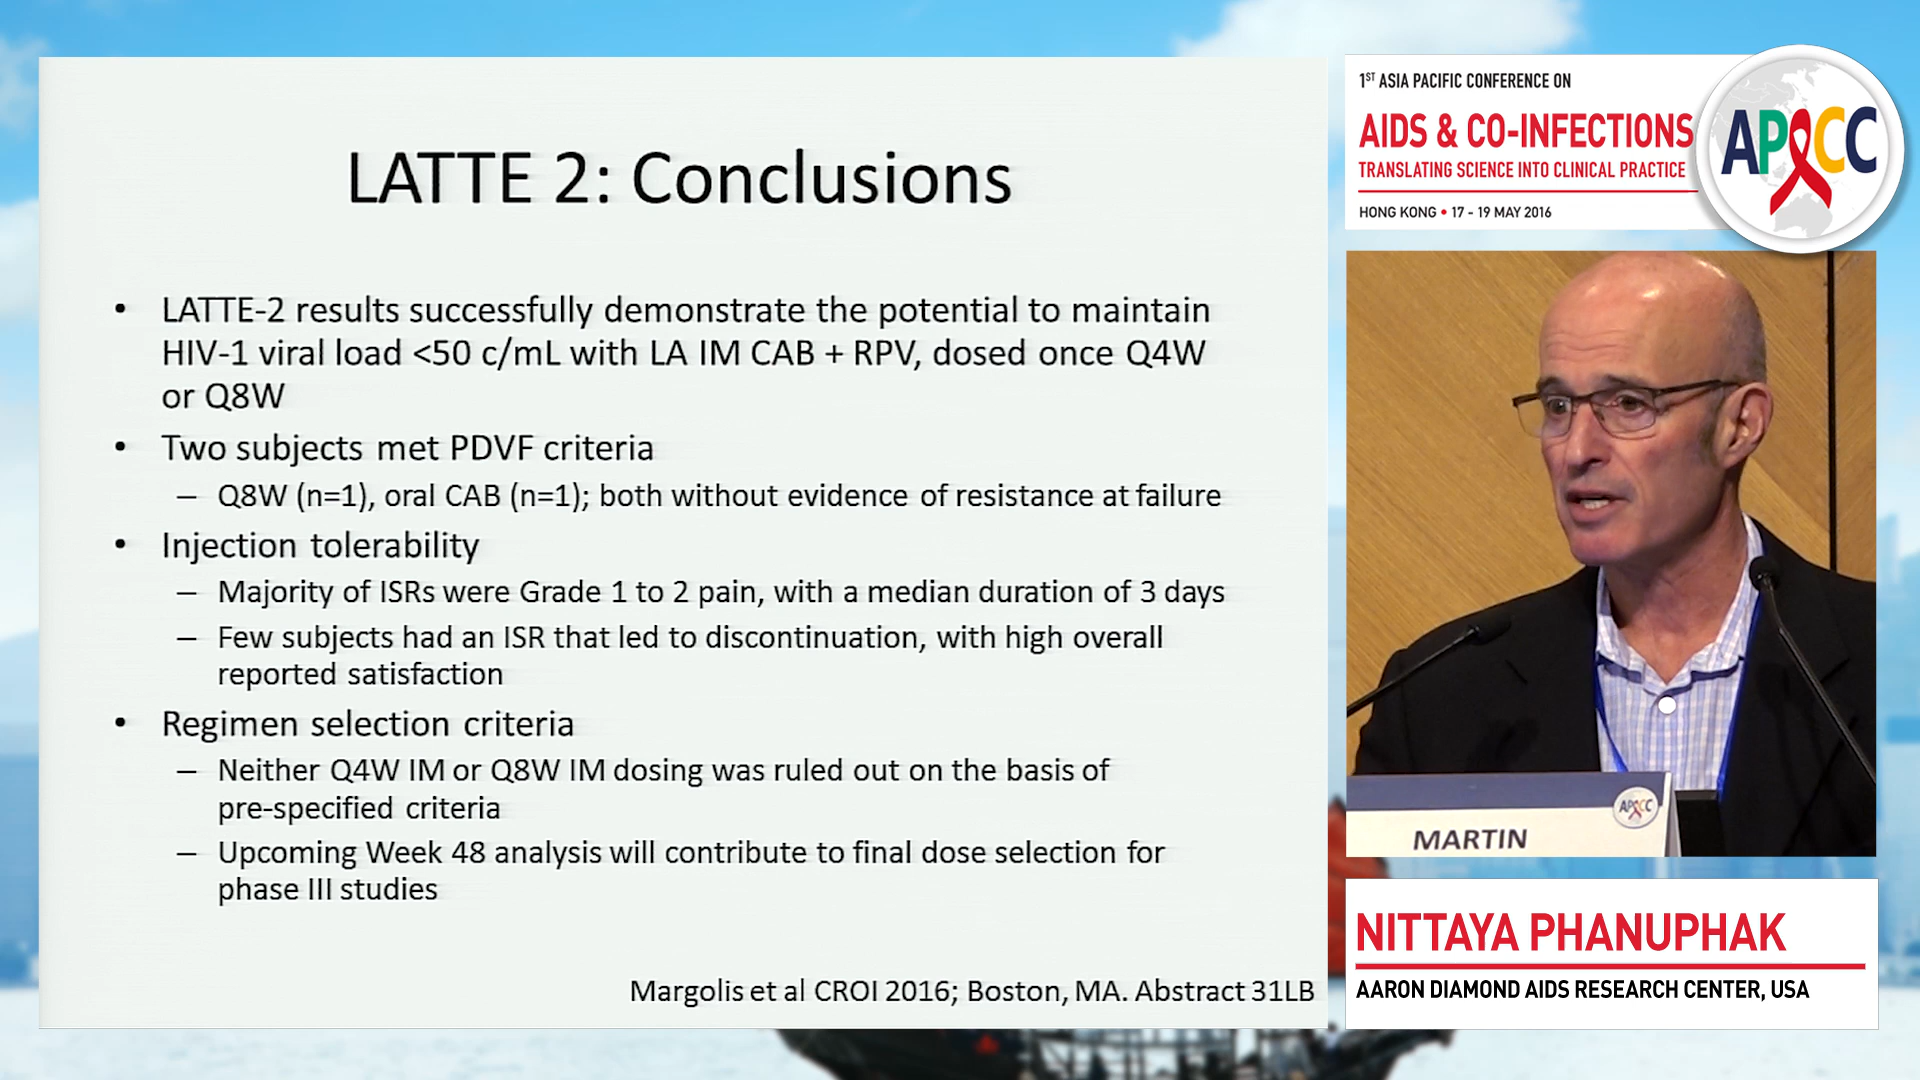 LATTE 2: Conclusions
• LATTE-2 results successfully demonstrate the potential to maintain
HIV-1 viral load <50 c/mL with LA IM CAB + RPV, dosed once Q4W
or Q8W
• Two subjects met PDVF criteria
– Q8W (n=1), oral CAB (n=1); both without evidence of resistance at failure
• Injection tolerability
– Majority of ISRs were Grade 1 to 2 pain, with a median duration of 3 days
– Few subjects had an ISR that led to discontinuation, with high overall
reported satisfaction
• Regimen selection criteria
– Neither Q4W IM or Q8W IM dosing was ruled out on the basis of
pre-specified criteria
– Upcoming Week 48 analysis will contribute to final dose selection for
phase III studies
Margolis et al CROI 2016; Boston, MA. Abstract 31LB
1ST ASIA PACIFIC CONFERENCE ON
AIDS & CO-INFECTIONS
TRANSLATING SCIENCE INTO CLINICAL PRACTICE
HONG KONG • 17 - 19 MAY 2016
APACC
APACC
MARTIN
NITTAYA PHANUPHAK
AARON DIAMOND AIDS RESEARCH CENTER, USA